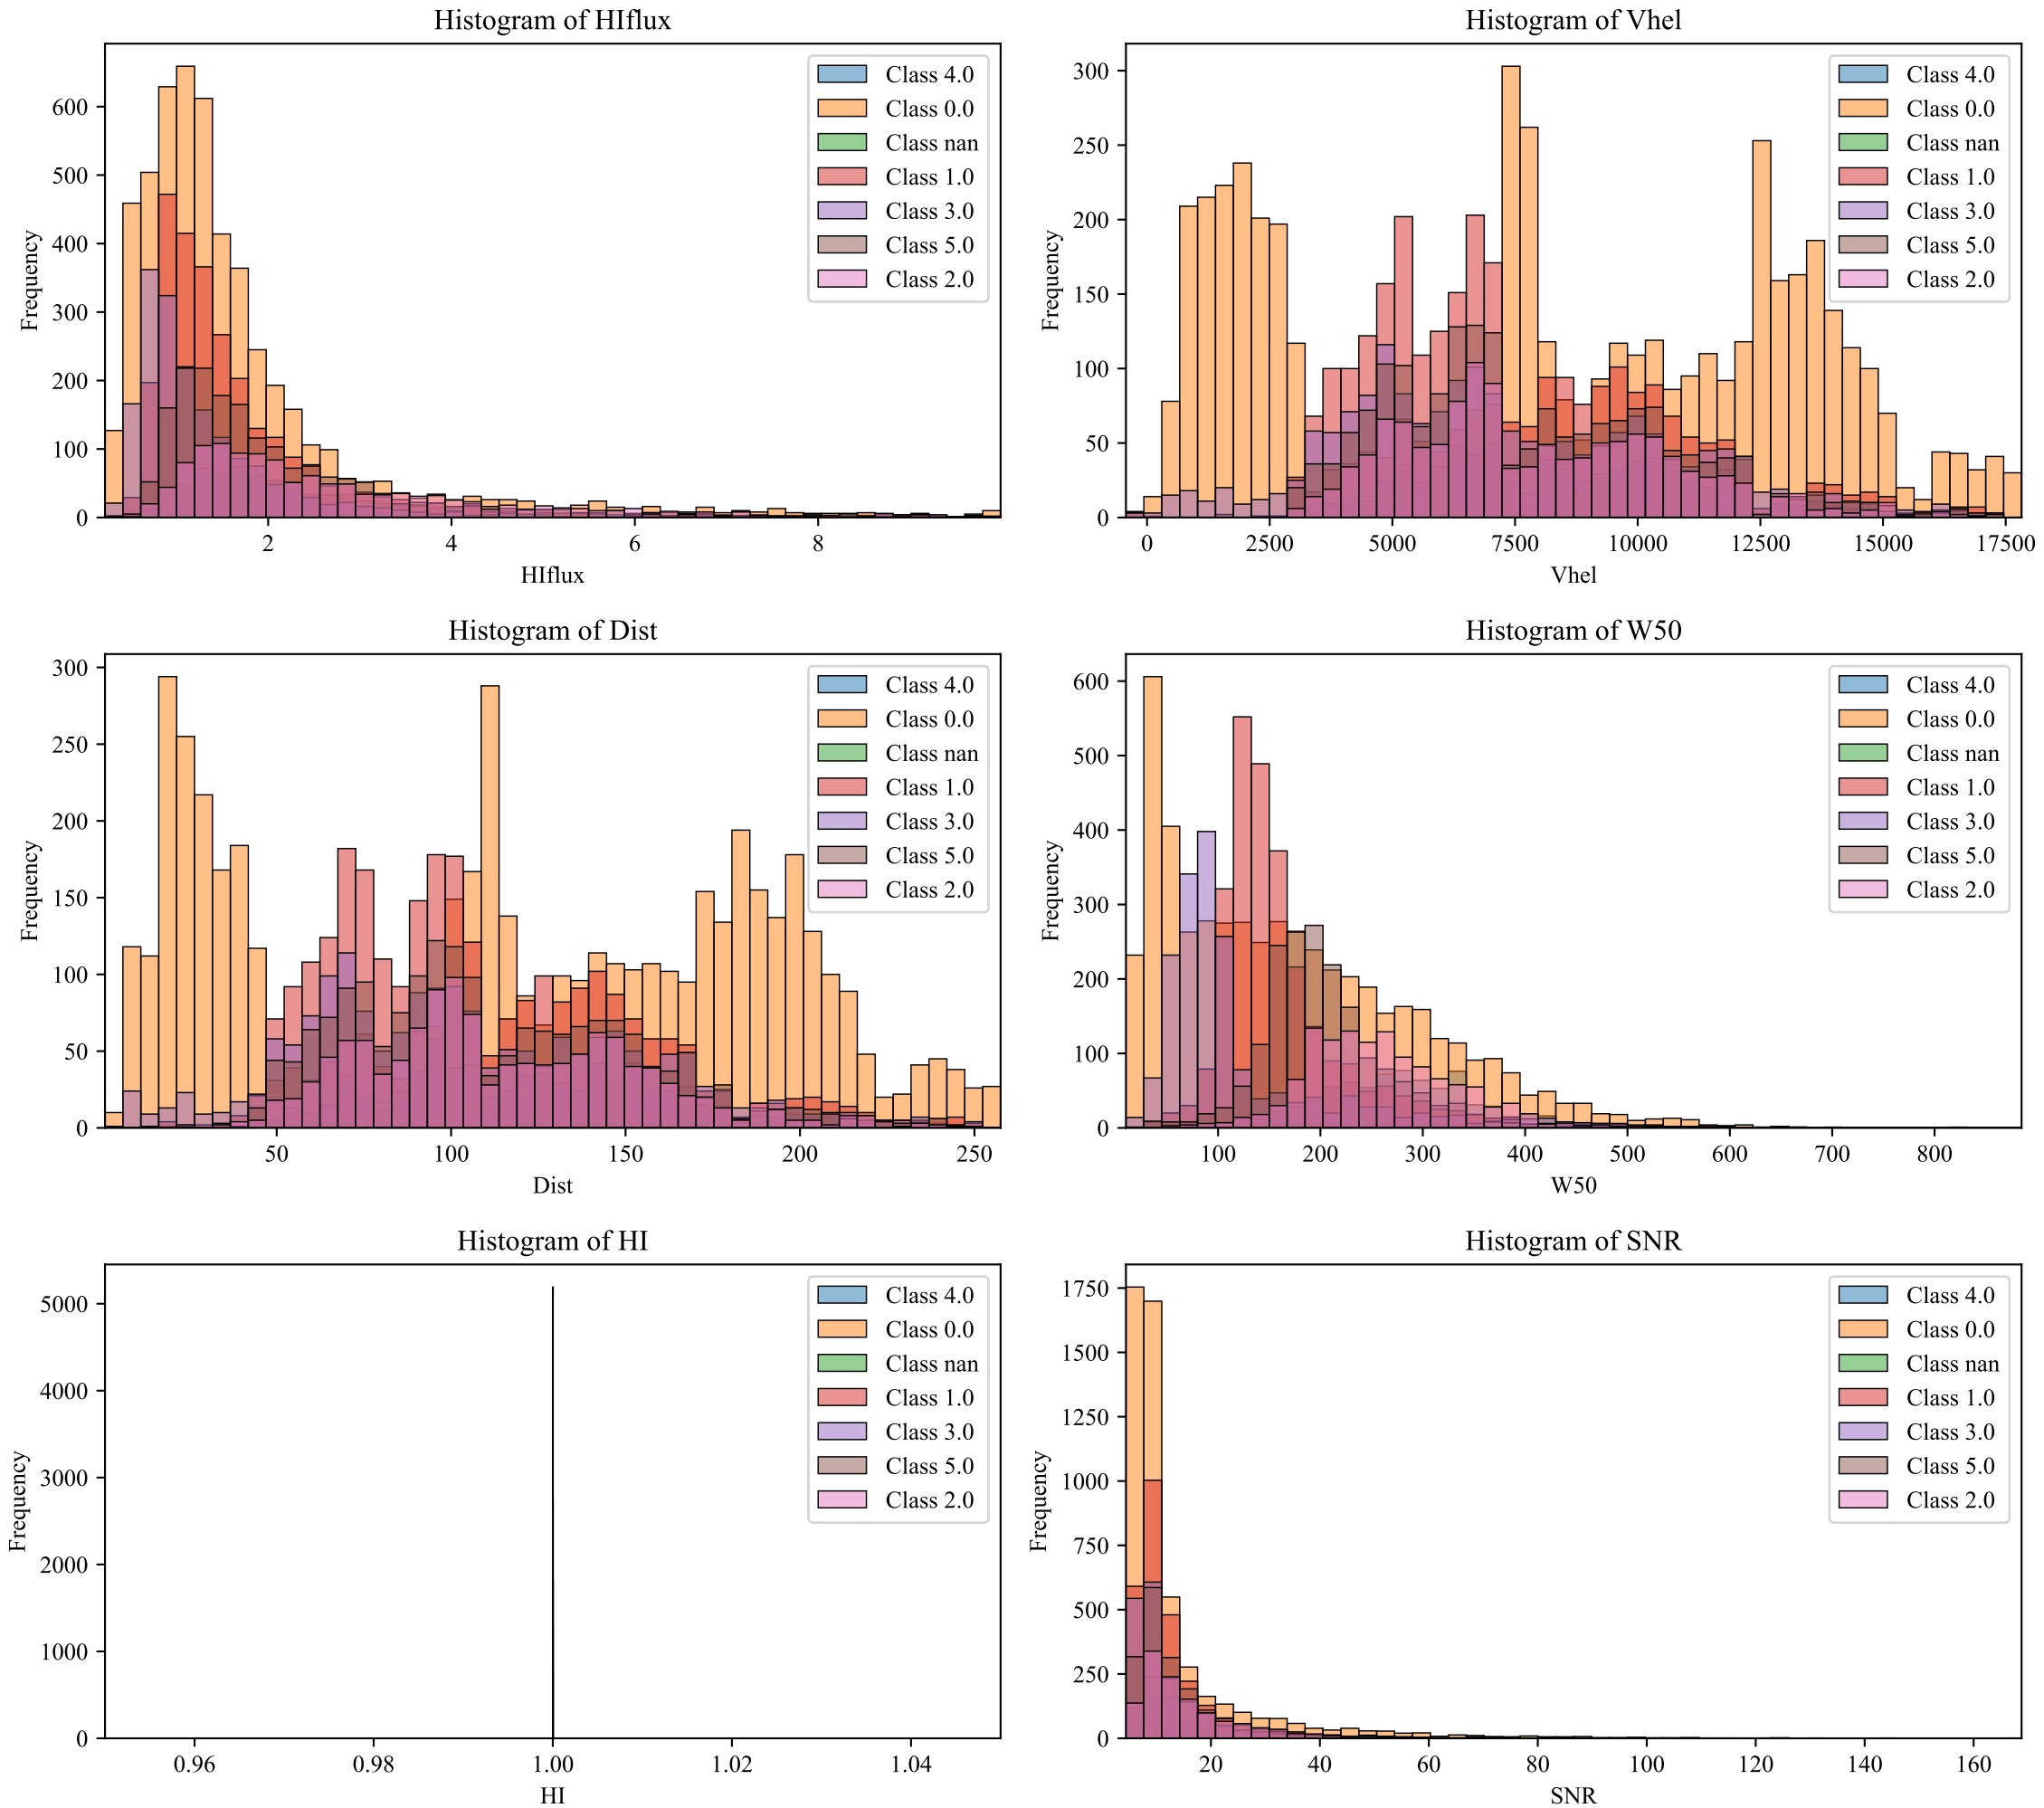 Histogram of HIflux
Frequency
600
500
400
300
200
100
0
2 4 6 8
HIflux
Class 4.0
Class 0.0
Class nan
Class 1.0
Class 3.0
Class 5.0
Class 2.0
Histogram of Vhel
Frequency
300
250
200
150
100
50
0
0 2500 5000 7500 10000 12500 15000 17500
Vhel
Class 4.0
Class 0.0
Class nan
Class 1.0
Class 3.0
Class 5.0
Class 2.0
Histogram of Dist
Frequency
300
250
200
150
100
50
0
50 100 150 200 250
Dist
Class 4.0
Class 0.0
Class nan
Class 1.0
Class 3.0
Class 5.0
Class 2.0
Histogram of W50
Frequency
600
500
400
300
200
100
0
100 200 300 400 500 600 700 800
W50
Class 4.0
Class 0.0
Class nan
Class 1.0
Class 3.0
Class 5.0
Class 2.0
Histogram of HI
Frequency
5000
4000
3000
2000
1000
0
0.96 0.98 1.00 1.02 1.04
HI
Class 4.0
Class 0.0
Class nan
Class 1.0
Class 3.0
Class 5.0
Class 2.0
Histogram of SNR
Frequency
1750
1500
1250
1000
750
500
250
0
20 40 60 80 100 120 140 160
SNR
Class 4.0
Class 0.0
Class nan
Class 1.0
Class 3.0
Class 5.0
Class 2.0